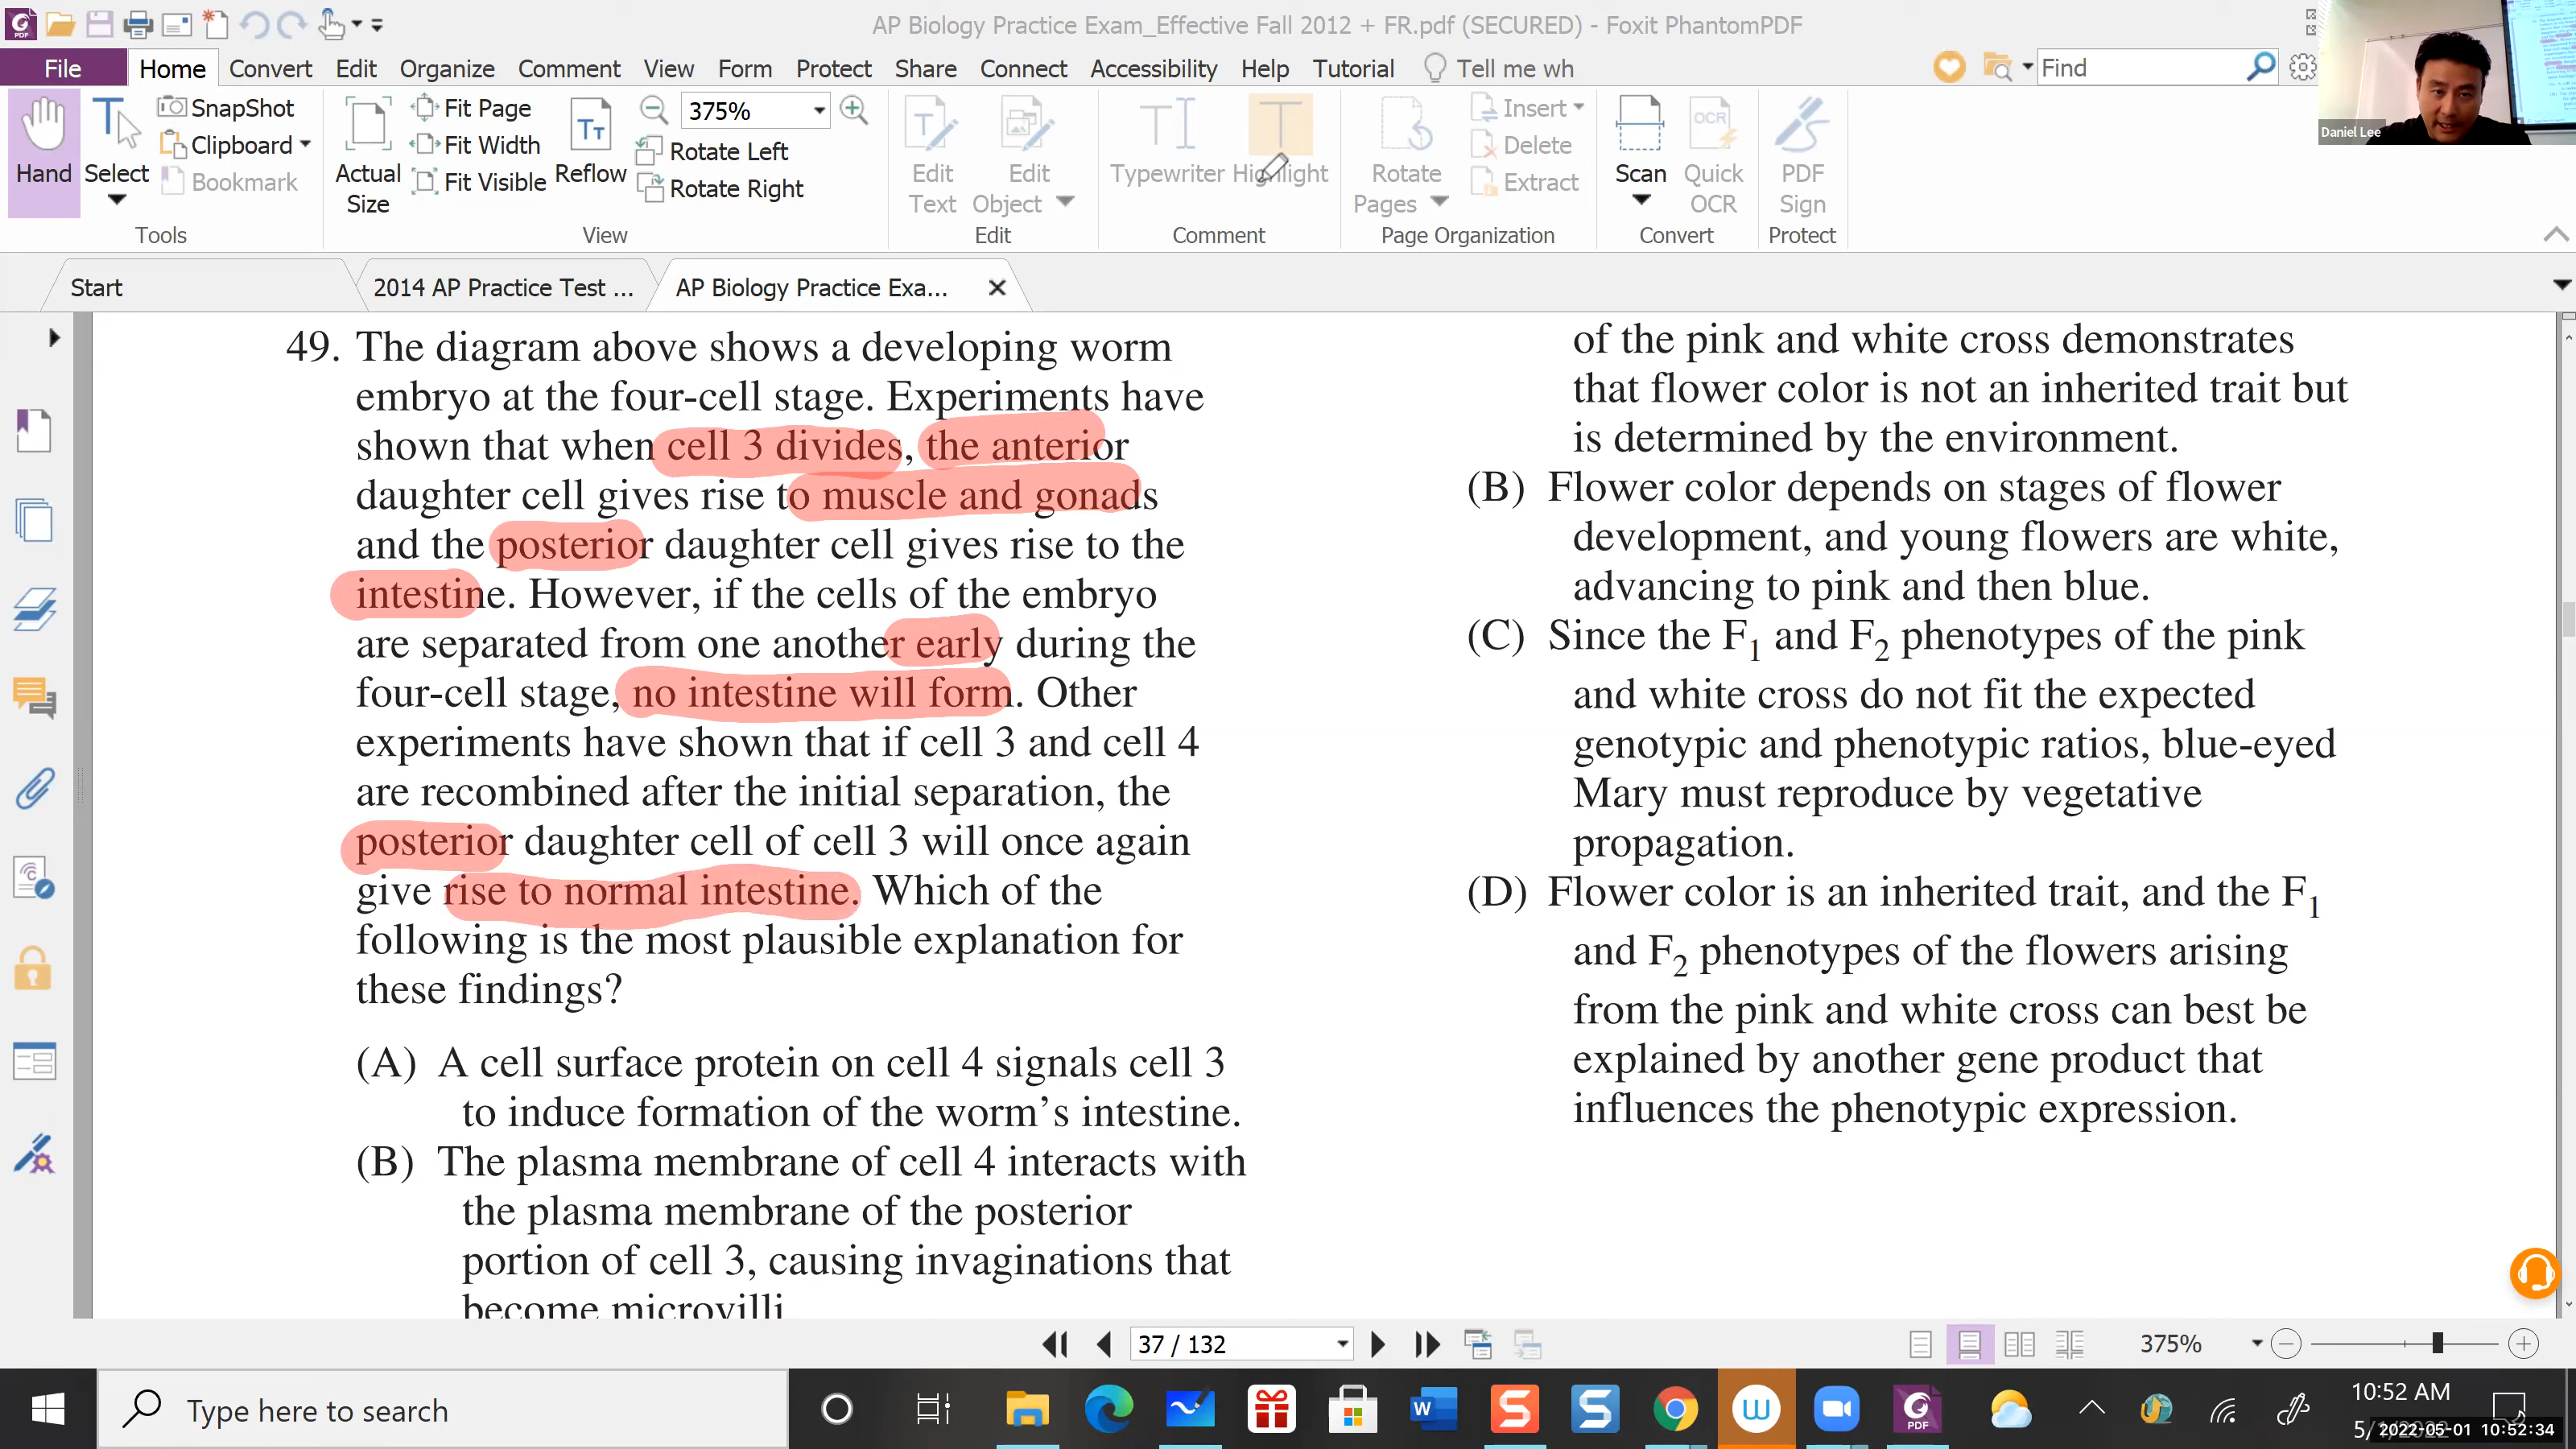 AP Biology Practice Exam_Effective Fall 2012 + FR.pdf (SECURED) - Foxit PhantomPDF
File Home Convert Edit Organize Comment View Form Protect Share Connect Accessibility Help Tutorial Tell me wh Find
Hand Select SnapShot Clipboard Bookmark
Tools
Actual Size Fit Page Fit Width Fit Visible Reflow 375% Rotate Left Rotate Right
View
Edit Text Edit Object
Edit
Typewriter Highlight
Comment
Rotate Pages Insert Delete Extract
Page Organization
Scan Quick OCR
Convert
PDF Sign
Protect
Daniel Lee
Start 2014 AP Practice Test ... AP Biology Practice Exa...
49. The diagram above shows a developing worm
embryo at the four-cell stage. Experiments have
shown that when cell 3 divides, the anterior
daughter cell gives rise to muscle and gonads
and the posterior daughter cell gives rise to the
intestine. However, if the cells of the embryo
are separated from one another early during the
four-cell stage, no intestine will form. Other
experiments have shown that if cell 3 and cell 4
are recombined after the initial separation, the
posterior daughter cell of cell 3 will once again
give rise to normal intestine. Which of the
following is the most plausible explanation for
these findings?
(A) A cell surface protein on cell 4 signals cell 3
to induce formation of the worm's intestine.
(B) The plasma membrane of cell 4 interacts with
the plasma membrane of the posterior
portion of cell 3, causing invaginations that
become microvilli
of the pink and white cross demonstrates
that flower color is not an inherited trait but
is determined by the environment.
(B) Flower color depends on stages of flower
development, and young flowers are white,
advancing to pink and then blue.
(C) Since the F1 and F2 phenotypes of the pink
and white cross do not fit the expected
genotypic and phenotypic ratios, blue-eyed
Mary must reproduce by vegetative
propagation.
(D) Flower color is an inherited trait, and the F1
and F2 phenotypes of the flowers arising
from the pink and white cross can best be
explained by another gene product that
influences the phenotypic expression.
37 / 132 375%
Type here to search
10:52 AM
2022-05-01 10:52:34